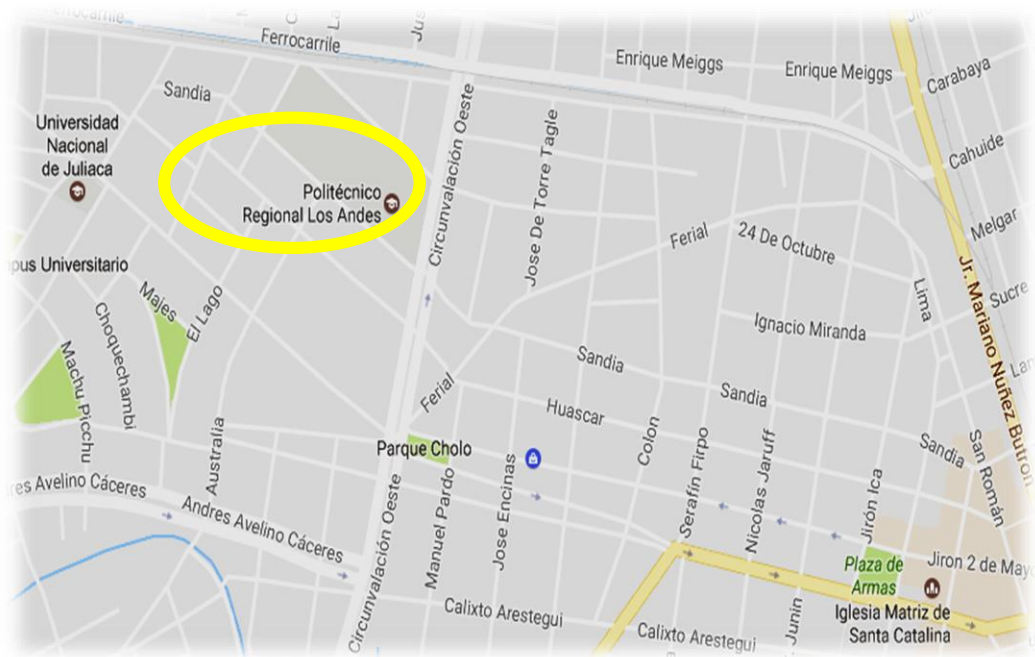 Ferrocarrile
Ferrocarrile
Enrique Meiggs
Enrique Meiggs
Carabaya
Sandia
Universidad
Nacional
de Juliaca
Circunvalación Oeste
Jose De Torre Tagle
Cahuide
Politécnico
Regional Los Andes
Melgar
Ferial
24 De Octubre
Jr. Mariano Nuñez Butrón
Universitario
Majes
El Lago
Lima
Sucre
Choquechambi
Ignacio Miranda
Machu Picchu
Sandia
Ferial
Sandia
Huascar
Australia
Parque Cholo
Colon
Serafín Firpo
Nicolas Jaruff
Sandia
San Román
Avelino Cáceres
Andres Avelino Cáceres
Circunvalación Oeste
Manuel Pardo
Jose Encinas
Jirón Ica
Plaza de
Armas
Jiron 2 de Mayo
Iglesia Matriz de
Santa Catalina
Calixto Arestegui
Calixto Arestegui
Junin